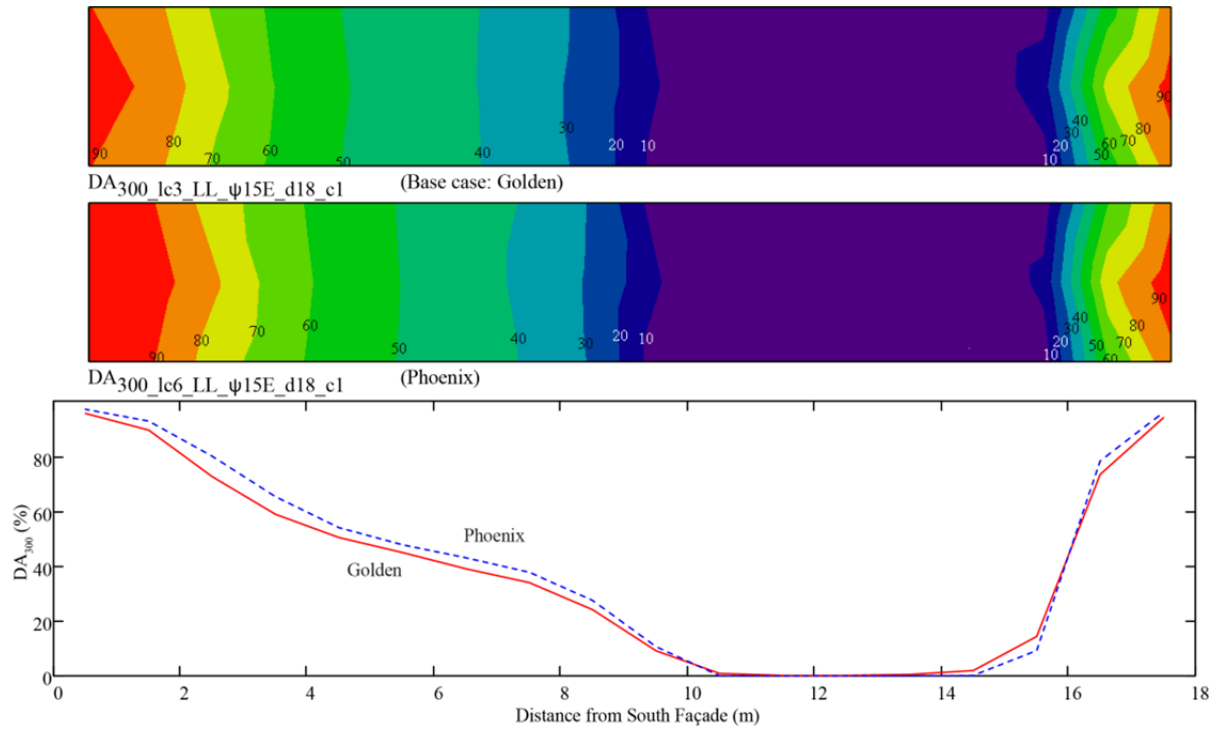 90 80 70 60 50 40 30 20 10 10 20 30 40 50 60 70 80 90
DA300_lc3_LL_ψ15E_d18_c1 (Base case: Golden)
90 80 70 60 50 40 30 20 10 10 20 30 40 50 60 70 80 90
DA300_lc6_LL_ψ15E_d18_c1 (Phoenix)
80
60
40
20
0
DA300 (%)
Phoenix
Golden
0 2 4 6 8 10 12 14 16 18
Distance from South Façade (m)